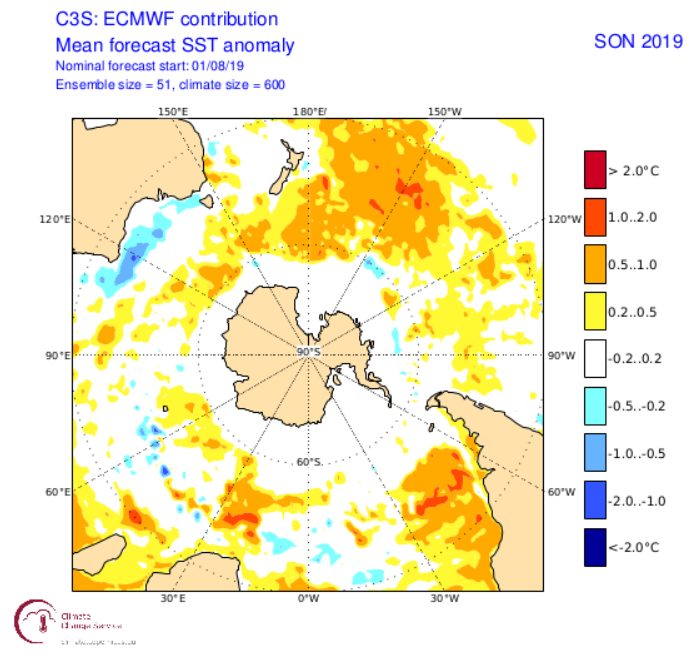 C3S: ECMWF contribution
Mean forecast SST anomaly
SON 2019
Nominal forecast start: 01/08/19
Ensemble size = 51, climate size = 600
150°E
180°E
150°W
120°E
120°W
90°E
90°S
90°W
60°S
60°E
60°W
30°E
0°W
30°W
> 2.0°C
1.0..2.0
0.5..1.0
0.2..0.5
-0.2..0.2
-0.5..-0.2
-1.0..-0.5
-2.0..-1.0
<-2.0°C
Climate
Change Service